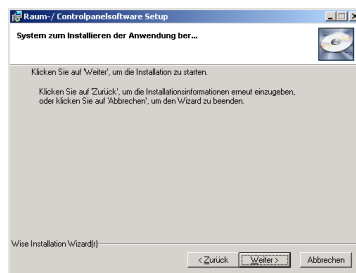 Raum-/ Controlpanelsoftware Setup
System zum Installieren der Anwendung ber...
Klicken Sie auf 'Weiter', um die Installation zu starten.
Klicken Sie auf 'Zurück', um die Installationsinformationen erneut einzugeben,
oder klicken Sie auf 'Abbrechen', um den Wizard zu beenden.
Wise Installation Wizard(r)
< Zurück
Weiter >
Abbrechen